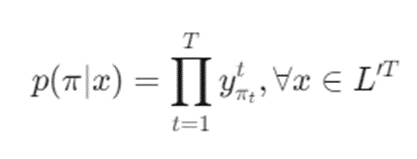 p(π|x) = ∏_{t=1}^{T} y^t_{π_t}, ∀x ∈ L′^T